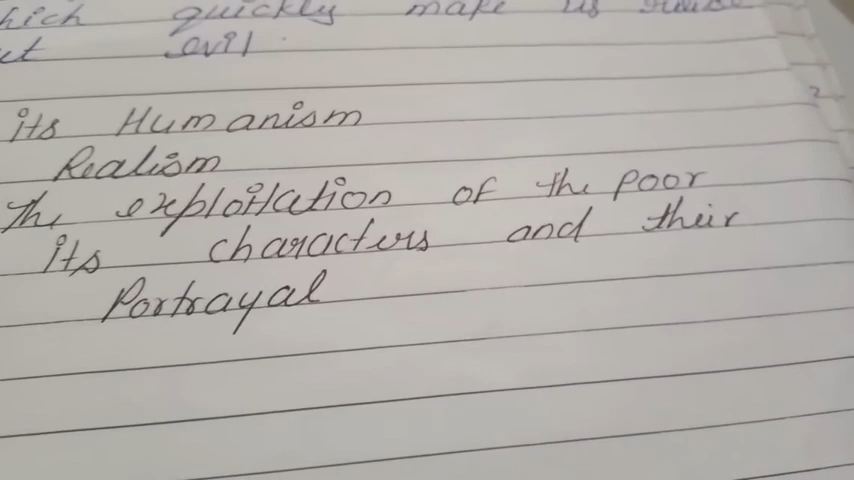 quickly make us
evil
its Humanism
Realism
The exploitation of the poor
its characters and their
Portrayal